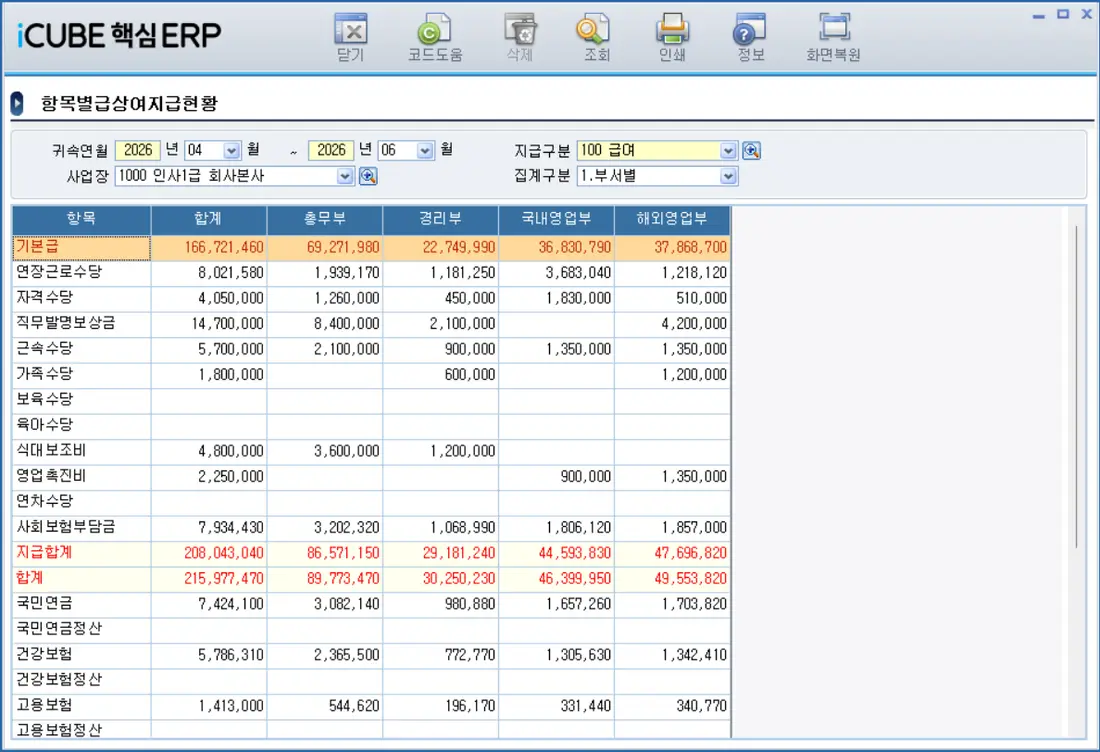 iCUBE 핵심 ERP
닫기 코드도움 삭제 조회 인쇄 정보 화면복원
항목별급상여지급현황
귀속연월 2026 년 04 월 ~ 2026 년 06 월 지급구분 100 급여
사업장 1000 인사1급 회사본사 집계구분 1.부서별
항목 합계 총무부 경리부 국내영업부 해외영업부
기본급 166,721,460 69,271,980 22,749,990 36,830,790 37,868,700
연장근로수당 8,021,580 1,939,170 1,181,250 3,683,040 1,218,120
자격수당 4,050,000 1,260,000 450,000 1,830,000 510,000
직무발명보상금 14,700,000 8,400,000 2,100,000 4,200,000
근속수당 5,700,000 2,100,000 900,000 1,350,000 1,350,000
가족수당 1,800,000 600,000 1,200,000
보육수당
육아수당
식대보조비 4,800,000 3,600,000 1,200,000
영업촉진비 2,250,000 900,000 1,350,000
연차수당
사회보험부담금 7,934,430 3,202,320 1,068,990 1,806,120 1,857,000
지급합계 208,043,040 86,571,150 29,181,240 44,593,830 47,696,820
합계 215,977,470 89,773,470 30,250,230 46,399,950 49,553,820
국민연금 7,424,100 3,082,140 980,880 1,657,260 1,703,820
국민연금정산
건강보험 5,786,310 2,365,500 772,770 1,305,630 1,342,410
건강보험정산
고용보험 1,413,000 544,620 196,170 331,440 340,770
고용보험정산